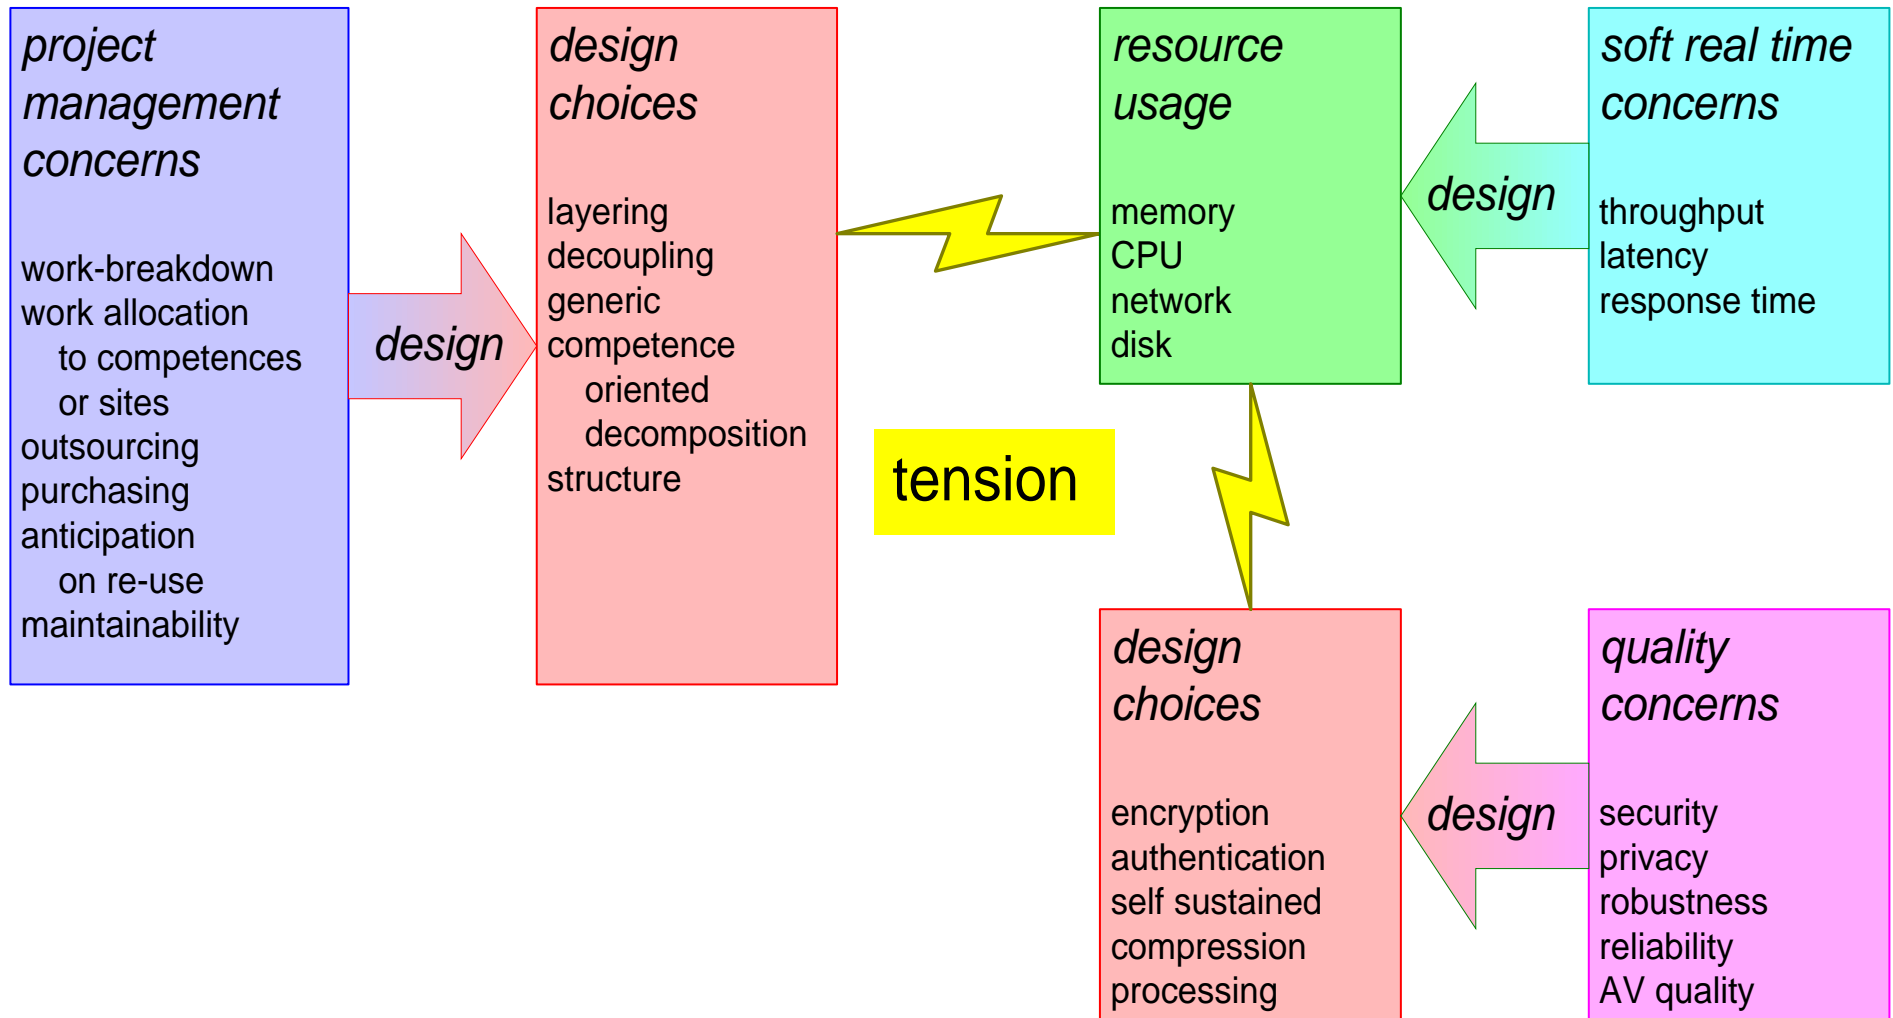 project
management
concerns
work-breakdown
work allocation
to competences
or sites
outsourcing
purchasing
anticipation
on re-use
maintainability
design
design
choices
layering
decoupling
generic
competence
oriented
decomposition
structure
tension
resource
usage
memory
CPU
network
disk
design
soft real time
concerns
throughput
latency
response time
design
choices
encryption
authentication
self sustained
compression
processing
design
quality
concerns
security
privacy
robustness
reliability
AV quality